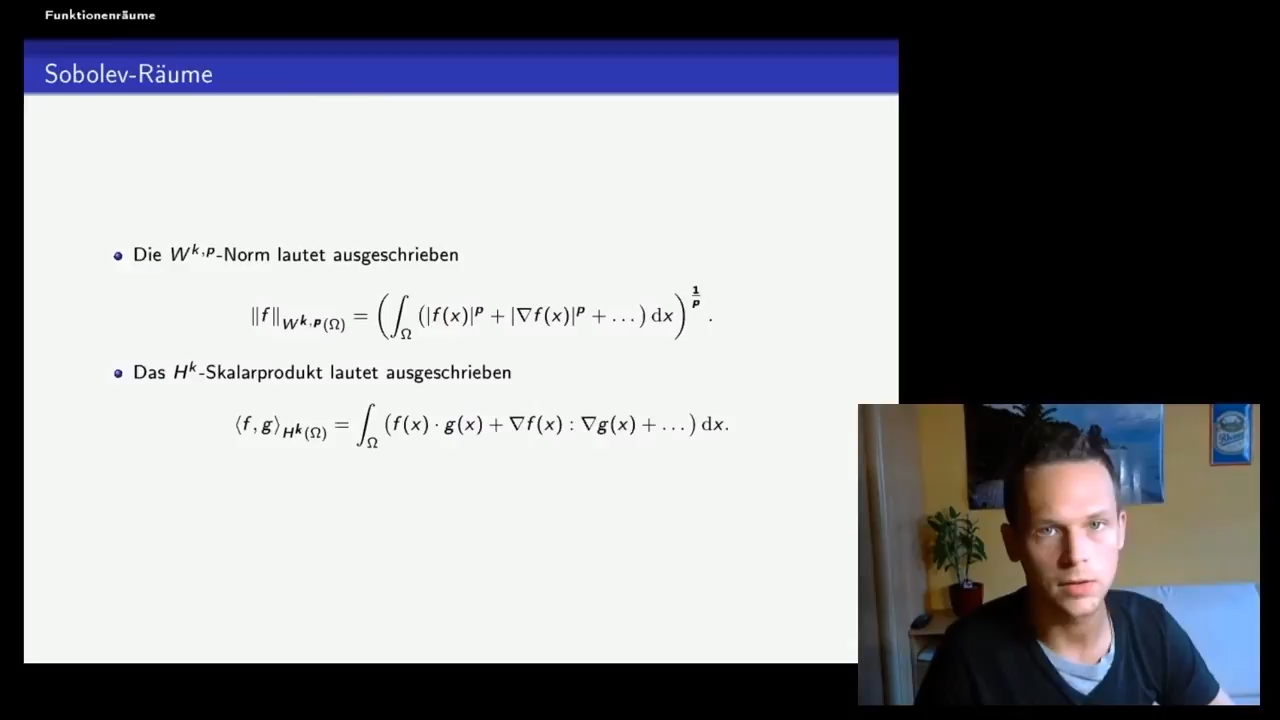 Funktionenräume
Sobolev-Räume
Die W^{k,p}-Norm lautet ausgeschrieben
‖f‖_{W^{k,p}(Ω)} = (∫_Ω (|f(x)|^p + |∇f(x)|^p + ...) dx)^{1/p}.
Das H^k-Skalarprodukt lautet ausgeschrieben
⟨f, g⟩_{H^k(Ω)} = ∫_Ω (f(x) · g(x) + ∇f(x) : ∇g(x) + ...) dx.